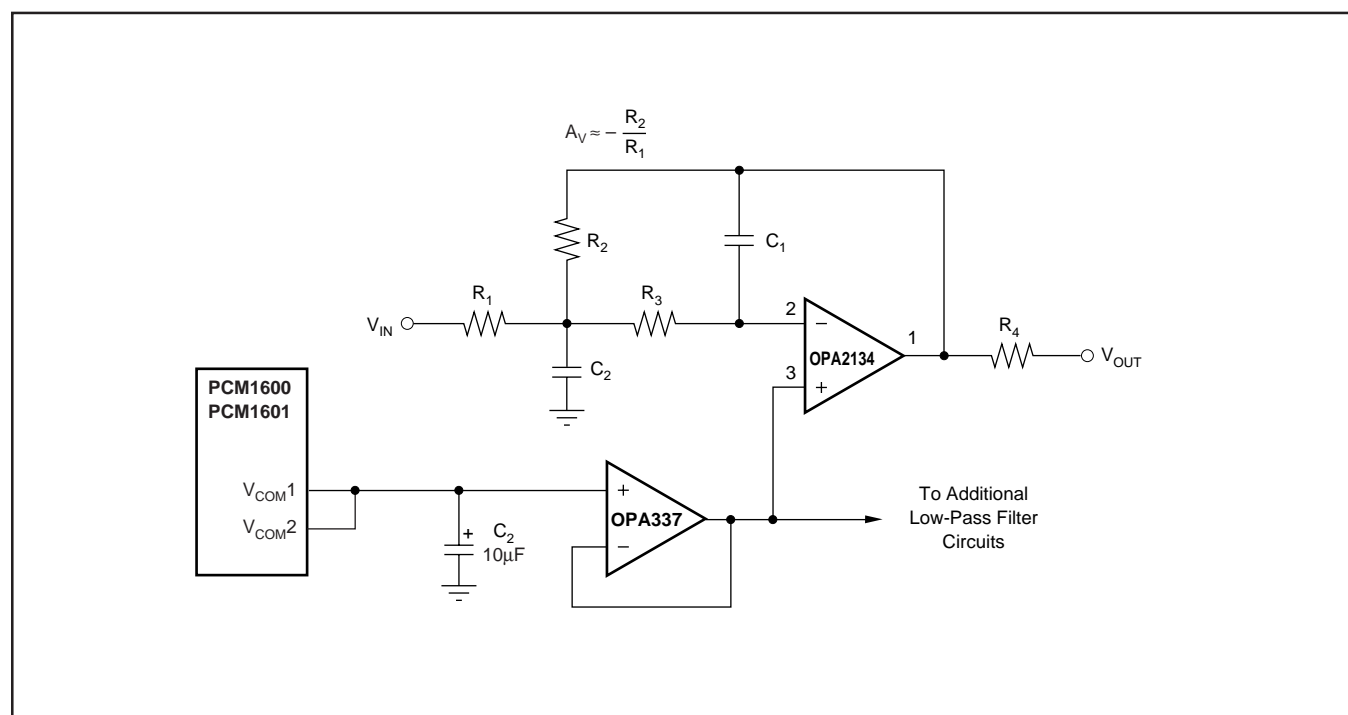 A_V ≈ − R_2
R_1
R_2
C_1
R_1
R_3
V_IN
2
−
OPA2134
1
R_4
V_OUT
3
+
C_2
PCM1600
PCM1601
V_COM1
V_COM2
+
C_2
10µF
+
OPA337
−
To Additional
Low-Pass Filter
Circuits